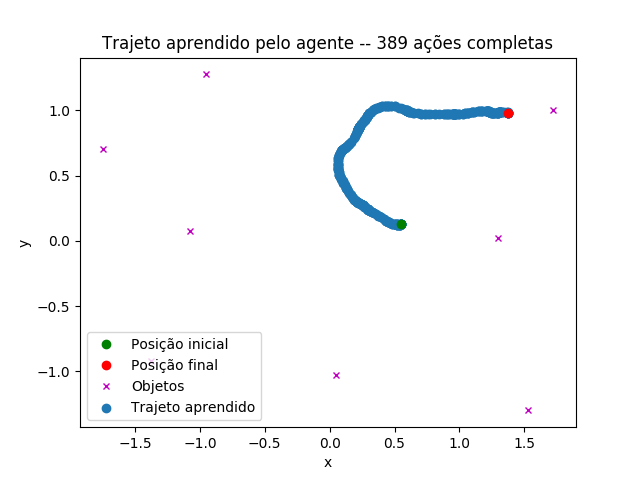 Trajeto aprendido pelo agente -- 389 ações completas
1.0
0.5
0.0
−0.5
−1.0
y
Posição inicial
Posição final
Objetos
Trajeto aprendido
−1.5
−1.0
−0.5
0.0
0.5
1.0
1.5
x